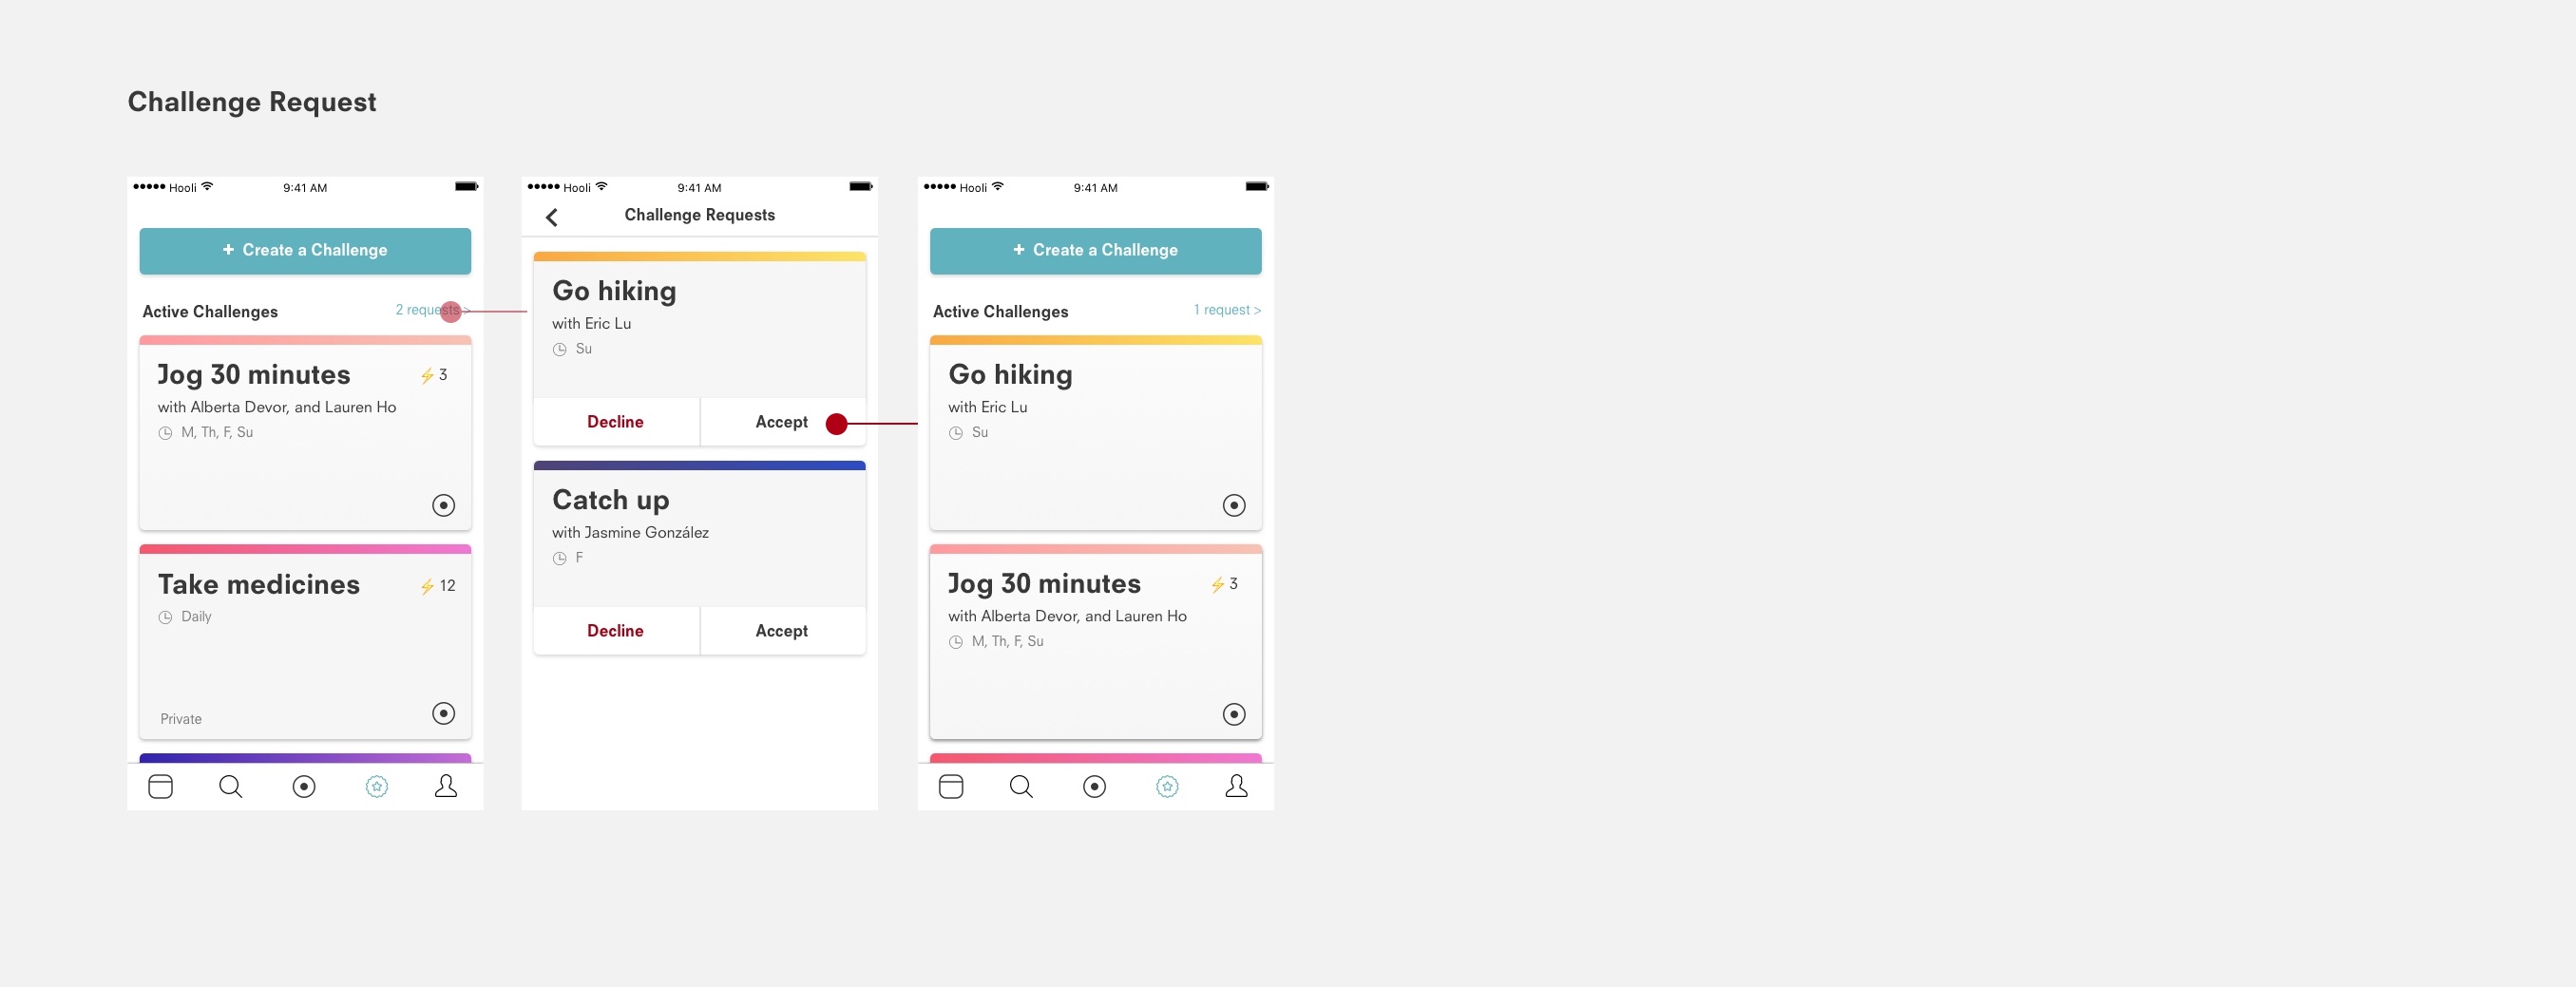 Challenge Request
Hooli 9:41 AM
+ Create a Challenge
Active Challenges 2 requests >
Jog 30 minutes ⚡ 3
with Alberta Devor, and Lauren Ho
M, Th, F, Su
Take medicines ⚡ 12
Daily
Private
Hooli 9:41 AM
Challenge Requests
Go hiking
with Eric Lu
Su
Decline Accept
Catch up
with Jasmine González
F
Decline Accept
Hooli 9:41 AM
+ Create a Challenge
Active Challenges 1 request >
Go hiking
with Eric Lu
Su
Jog 30 minutes ⚡ 3
with Alberta Devor, and Lauren Ho
M, Th, F, Su